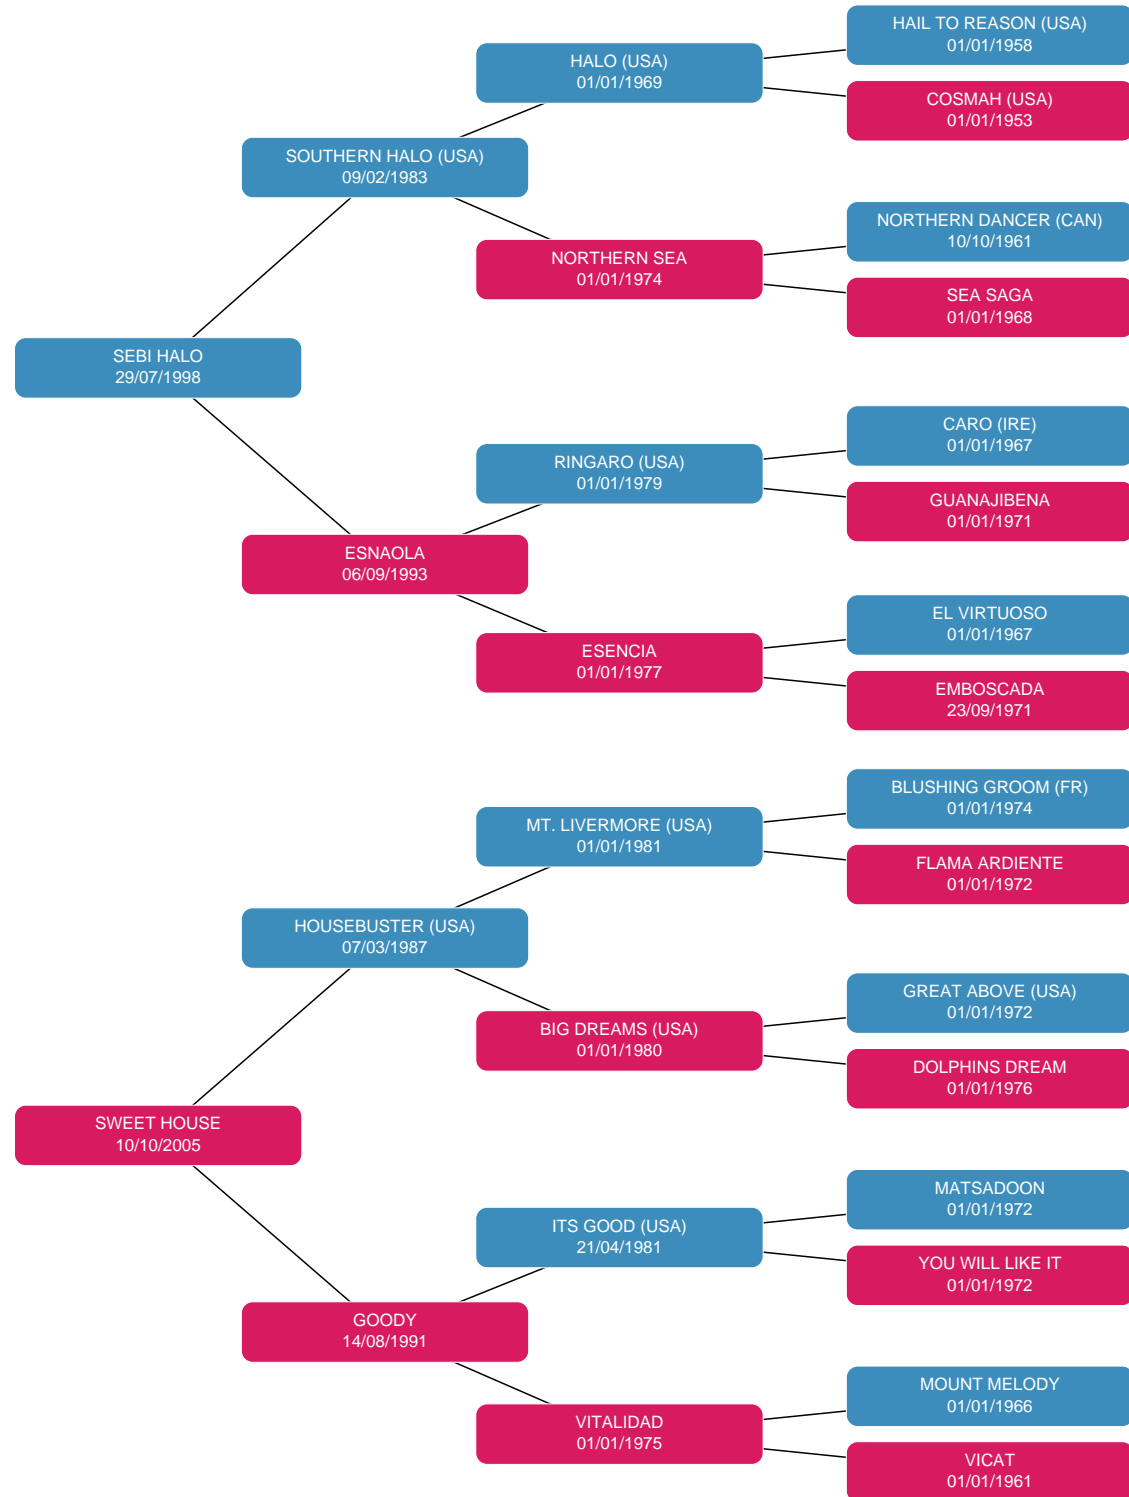 HAIL TO REASON (USA)
01/01/1958
HALO (USA)
01/01/1969
COSMAH (USA)
01/01/1953
SOUTHERN HALO (USA)
09/02/1983
NORTHERN DANCER (CAN)
10/10/1961
NORTHERN SEA
01/01/1974
SEA SAGA
01/01/1968
SEBI HALO
29/07/1998
CARO (IRE)
01/01/1967
RINGARO (USA)
01/01/1979
GUANAJIBENA
01/01/1971
ESNAOLA
06/09/1993
EL VIRTUOSO
01/01/1967
ESENCIA
01/01/1977
EMBOSCADA
23/09/1971
BLUSHING GROOM (FR)
01/01/1974
MT. LIVERMORE (USA)
01/01/1981
FLAMA ARDIENTE
01/01/1972
HOUSEBUSTER (USA)
07/03/1987
GREAT ABOVE (USA)
01/01/1972
BIG DREAMS (USA)
01/01/1980
DOLPHINS DREAM
01/01/1976
SWEET HOUSE
10/10/2005
MATSADOON
01/01/1972
ITS GOOD (USA)
21/04/1981
YOU WILL LIKE IT
01/01/1972
GOODY
14/08/1991
MOUNT MELODY
01/01/1966
VITALIDAD
01/01/1975
VICAT
01/01/1961